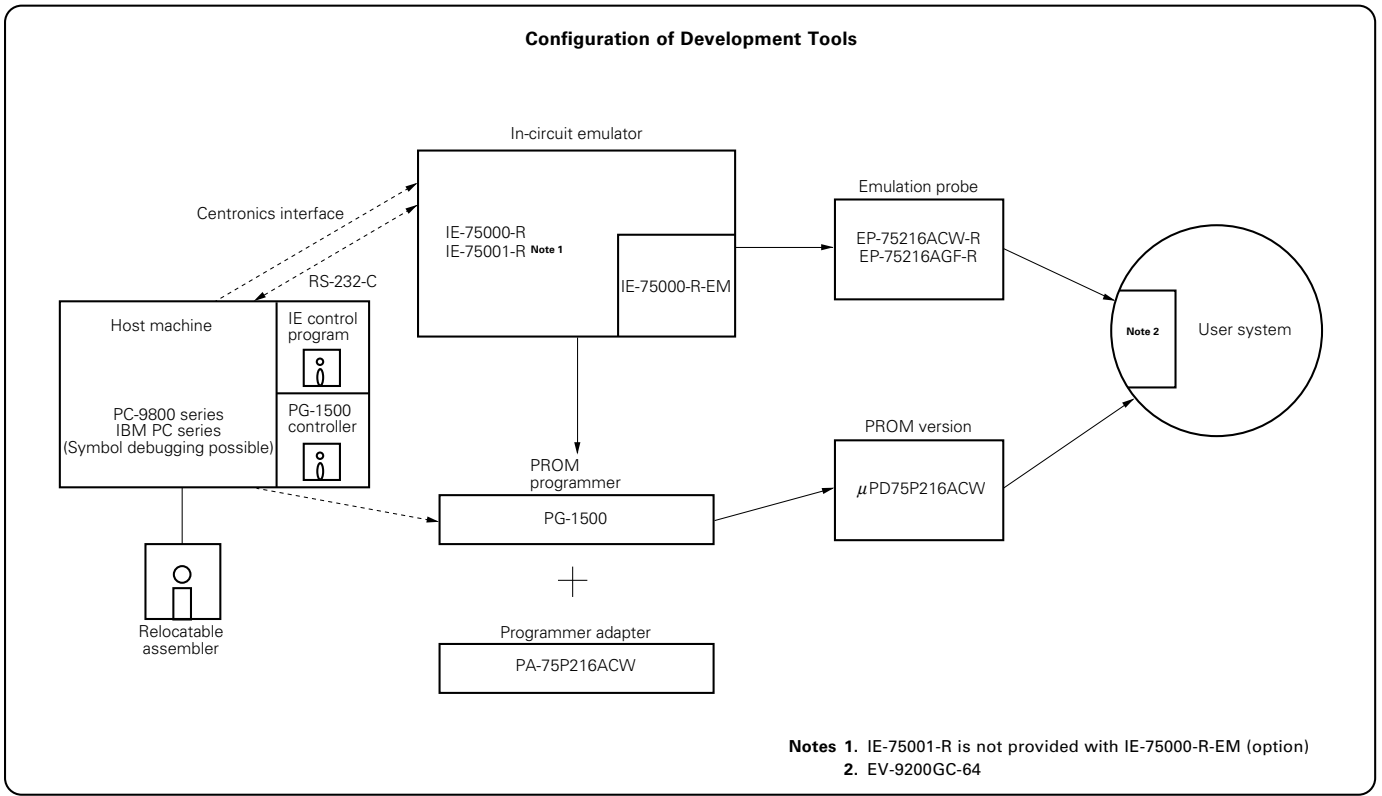 Configuration of Development Tools
In-circuit emulator
Centronics interface
RS-232-C
IE-75000-R
IE-75001-R Note 1
IE-75000-R-EM
Emulation probe
EP-75216ACW-R
EP-75216AGF-R
Note 2
User system
Host machine
PC-9800 series
IBM PC series
(Symbol debugging possible)
IE control
program
PG-1500
controller
Relocatable
assembler
PROM
programmer
PG-1500
Programmer adapter
PA-75P216ACW
PROM version
μPD75P216ACW
Notes 1. IE-75001-R is not provided with IE-75000-R-EM (option)
2. EV-9200GC-64